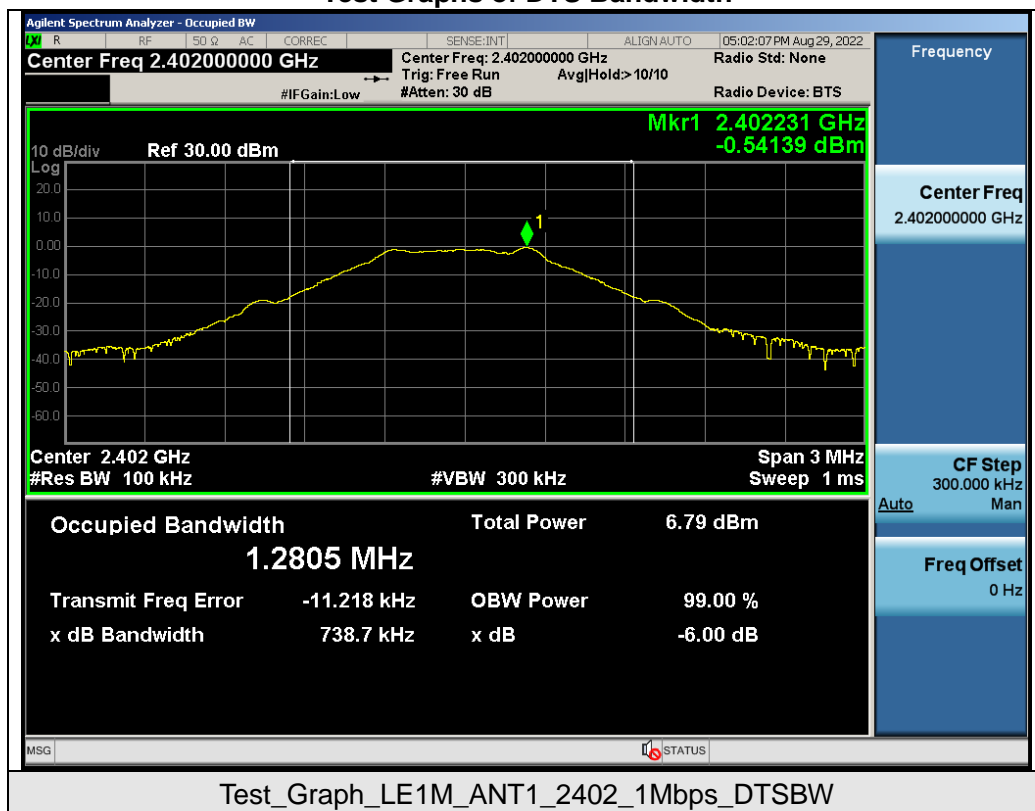 Test Graphs of DTS Bandwidth
Agilent Spectrum Analyzer - Occupied BW
LXI R RF 50 Ω AC CORREC SENSE:INT ALIGN AUTO 05:02:07 PM Aug 29, 2022
Center Freq 2.402000000 GHz
Center Freq: 2.402000000 GHz
Radio Std: None
Trig: Free Run Avg|Hold:> 10/10
#IFGain:Low #Atten: 30 dB Radio Device: BTS
Mkr1 2.402231 GHz
-0.54139 dBm
10 dB/div Ref 30.00 dBm
Log
20.0
10.0
0.00
-10.0
-20.0
-30.0
-40.0
-50.0
-60.0
1
Center 2.402 GHz Span 3 MHz
#Res BW 100 kHz #VBW 300 kHz Sweep 1 ms
Occupied Bandwidth Total Power 6.79 dBm
1.2805 MHz
Transmit Freq Error -11.218 kHz OBW Power 99.00 %
x dB Bandwidth 738.7 kHz x dB -6.00 dB
MSG STATUS
Frequency
Center Freq
2.402000000 GHz
CF Step
300.000 kHz
Auto Man
Freq Offset
0 Hz
Test_Graph_LE1M_ANT1_2402_1Mbps_DTSBW